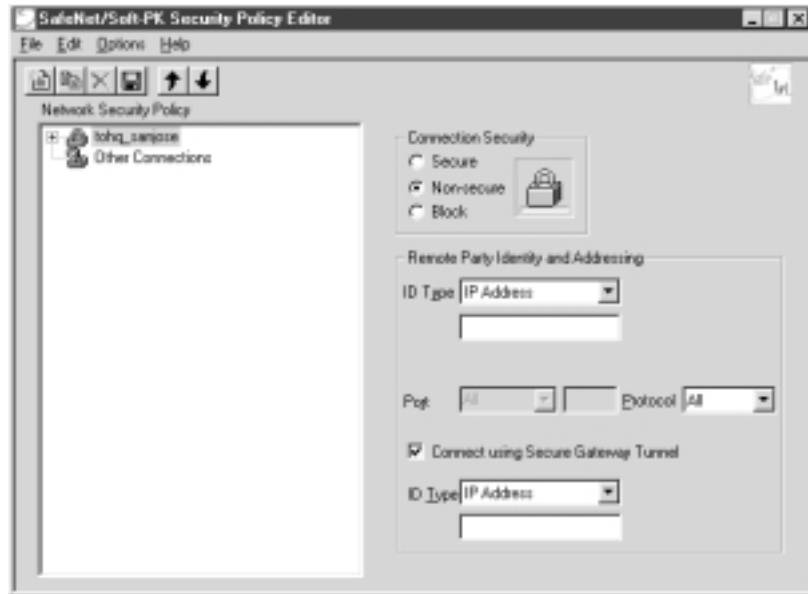 SafeNet/Soft-PK Security Policy Editor
File Edit Options Help
Network Security Policy
tohq_sanjose
Other Connections
Connection Security
Secure
Non-secure
Block
Remote Party Identity and Addressing
ID Type IP Address
Port All Protocol All
Connect using Secure Gateway Tunnel
ID Type IP Address